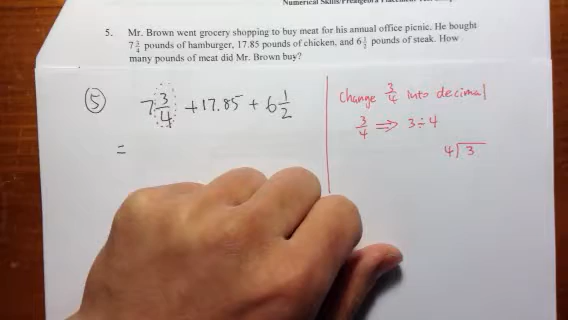 Numerical Skills/Prealgebra Placement
5. Mr. Brown went grocery shopping to buy meat for his annual office picnic. He bought
7 3/4 pounds of hamburger, 17.85 pounds of chicken, and 6 1/2 pounds of steak. How
many pounds of meat did Mr. Brown buy?
⑤ 7 3/4 + 17.85 + 6 1/2
=
Change 3/4 into decimal
3/4 ⇒ 3÷4
4⟌3